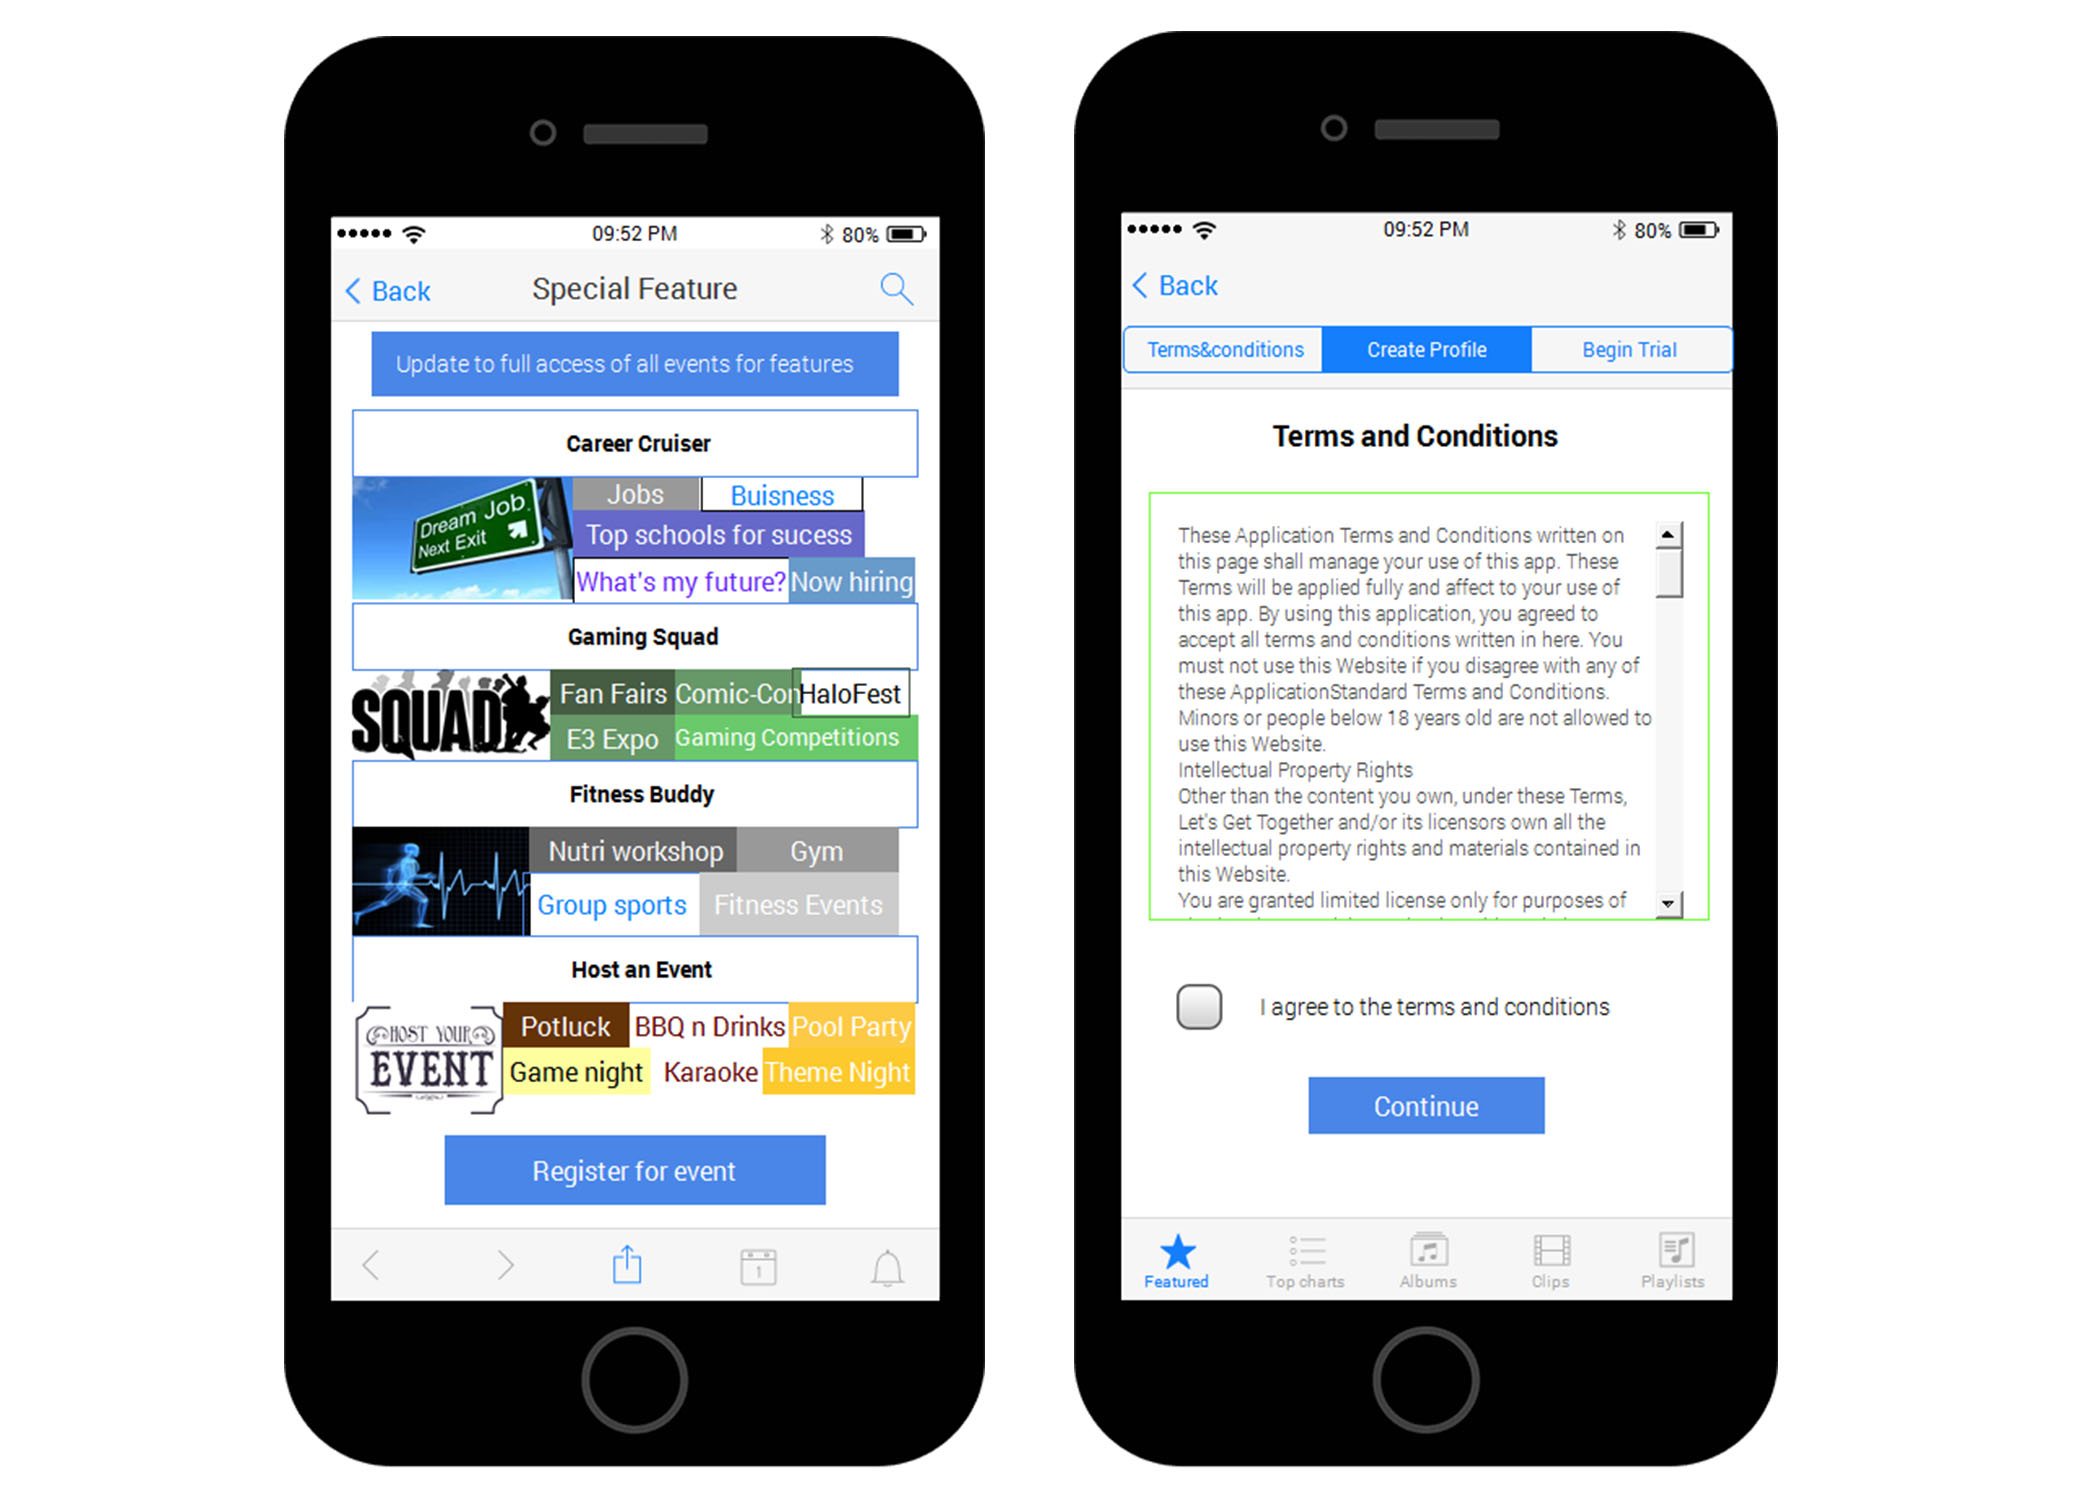 09:52 PM
80%
Back
Special Feature
Update to full access of all events for features
Career Cruiser
Dream Job
Next Exit
Jobs
Buisness
Top schools for sucess
What's my future?
Now hiring
Gaming Squad
SQUAD
Fan Fairs
Comic-Con
HaloFest
E3 Expo
Gaming Competitions
Fitness Buddy
Nutri workshop
Gym
Group sports
Fitness Events
Host an Event
HOST YOUR
EVENT
Potluck
BBQ n Drinks
Pool Party
Game night
Karaoke
Theme Night
Register for event
1
09:52 PM
80%
Back
Terms&conditions
Create Profile
Begin Trial
Terms and Conditions
These Application Terms and Conditions written on
this page shall manage your use of this app. These
Terms will be applied fully and affect to your use of
this app. By using this application, you agreed to
accept all terms and conditions written in here. You
must not use this Website if you disagree with any of
these ApplicationStandard Terms and Conditions.
Minors or people below 18 years old are not allowed to
use this Website.
Intellectual Property Rights
Other than the content you own, under these Terms,
Let's Get Together and/or its licensors own all the
intellectual property rights and materials contained in
this Website.
You are granted limited license only for purposes of
I agree to the terms and conditions
Continue
Featured
Top charts
Albums
Clips
Playlists